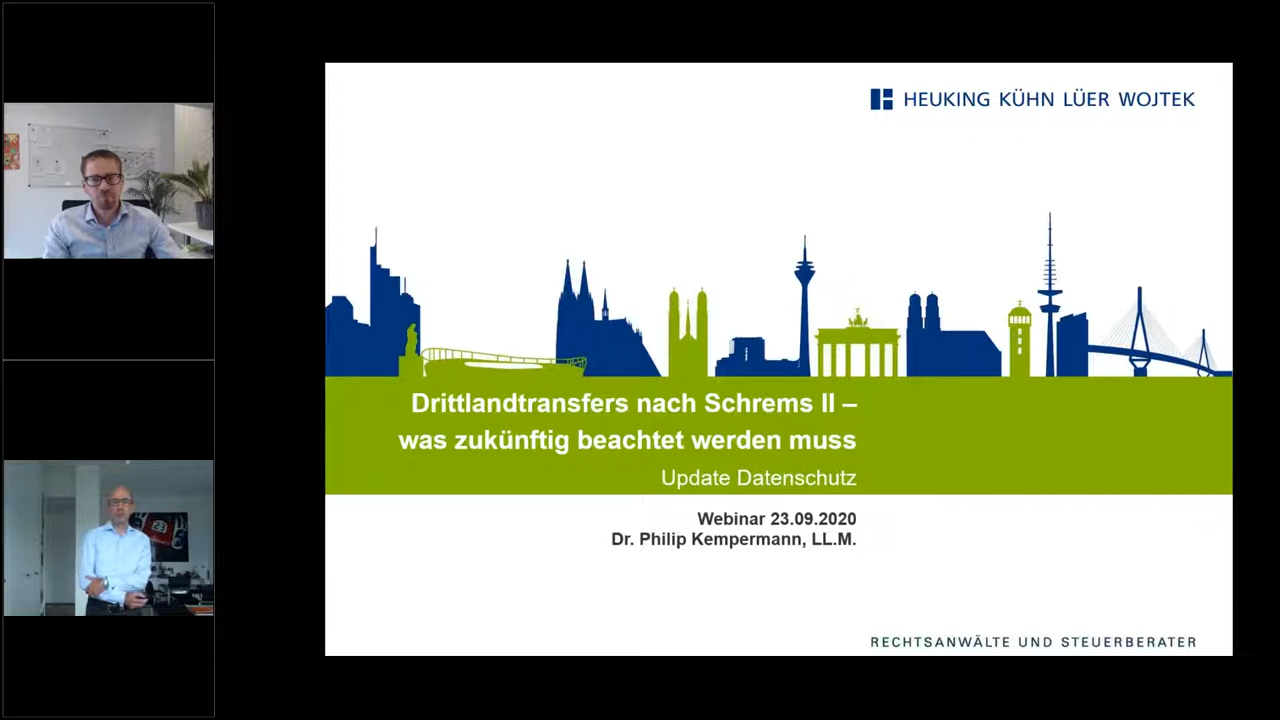 HEUKING KÜHN LÜER WOJTEK
Drittlandtransfers nach Schrems II –
was zukünftig beachtet werden muss
Update Datenschutz
Webinar 23.09.2020
Dr. Philip Kempermann, LL.M.
RECHTSANWÄLTE UND STEUERBERATER